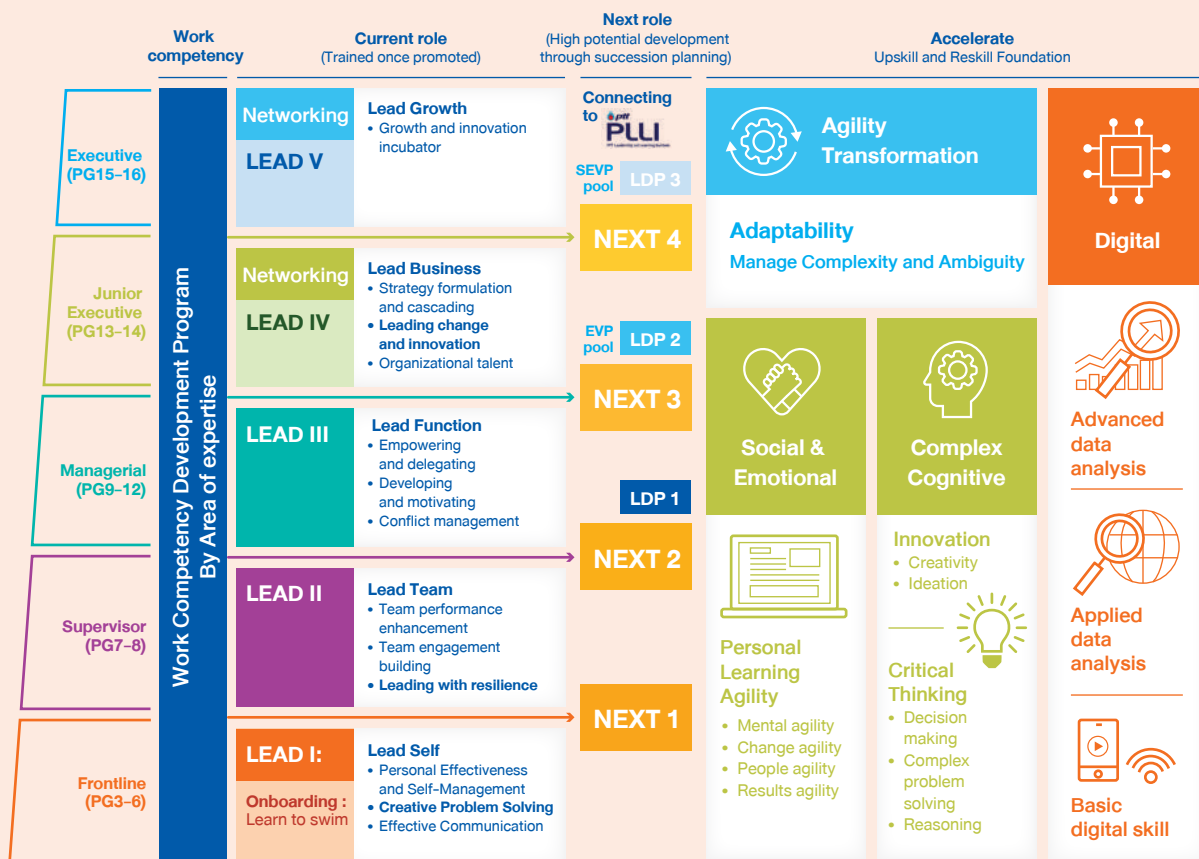 Work
competency
Current role
(Trained once promoted)
Next role
(High potential development
through succession planning)
Accelerate
Upskill and Reskill Foundation
Executive
(PG15–16)
Junior
Executive
(PG13–14)
Managerial
(PG9–12)
Supervisor
(PG7–8)
Frontline
(PG3–6)
Work Competency Development Program
By Area of expertise
Networking
LEAD V
Lead Growth
• Growth and innovation
incubator
Networking
LEAD IV
Lead Business
• Strategy formulation
and cascading
• Leading change
and innovation
• Organizational talent
LEAD III
Lead Function
• Empowering
and delegating
• Developing
and motivating
• Conflict management
LEAD II
Lead Team
• Team performance
enhancement
• Team engagement
building
• Leading with resilience
LEAD I:
Onboarding :
Learn to swim
Lead Self
• Personal Effectiveness
and Self-Management
• Creative Problem Solving
• Effective Communication
Connecting
to
ptt
PLLI
PTT Leadership and Learning Institute
SEVP
pool
LDP 3
NEXT 4
EVP
pool
LDP 2
NEXT 3
LDP 1
NEXT 2
NEXT 1
Agility
Transformation
Adaptability
Manage Complexity and Ambiguity
Social &
Emotional
Personal
Learning
Agility
• Mental agility
• Change agility
• People agility
• Results agility
Complex
Cognitive
Innovation
• Creativity
• Ideation
Critical
Thinking
• Decision
making
• Complex
problem
solving
• Reasoning
Digital
Advanced
data
analysis
Applied
data
analysis
Basic
digital skill